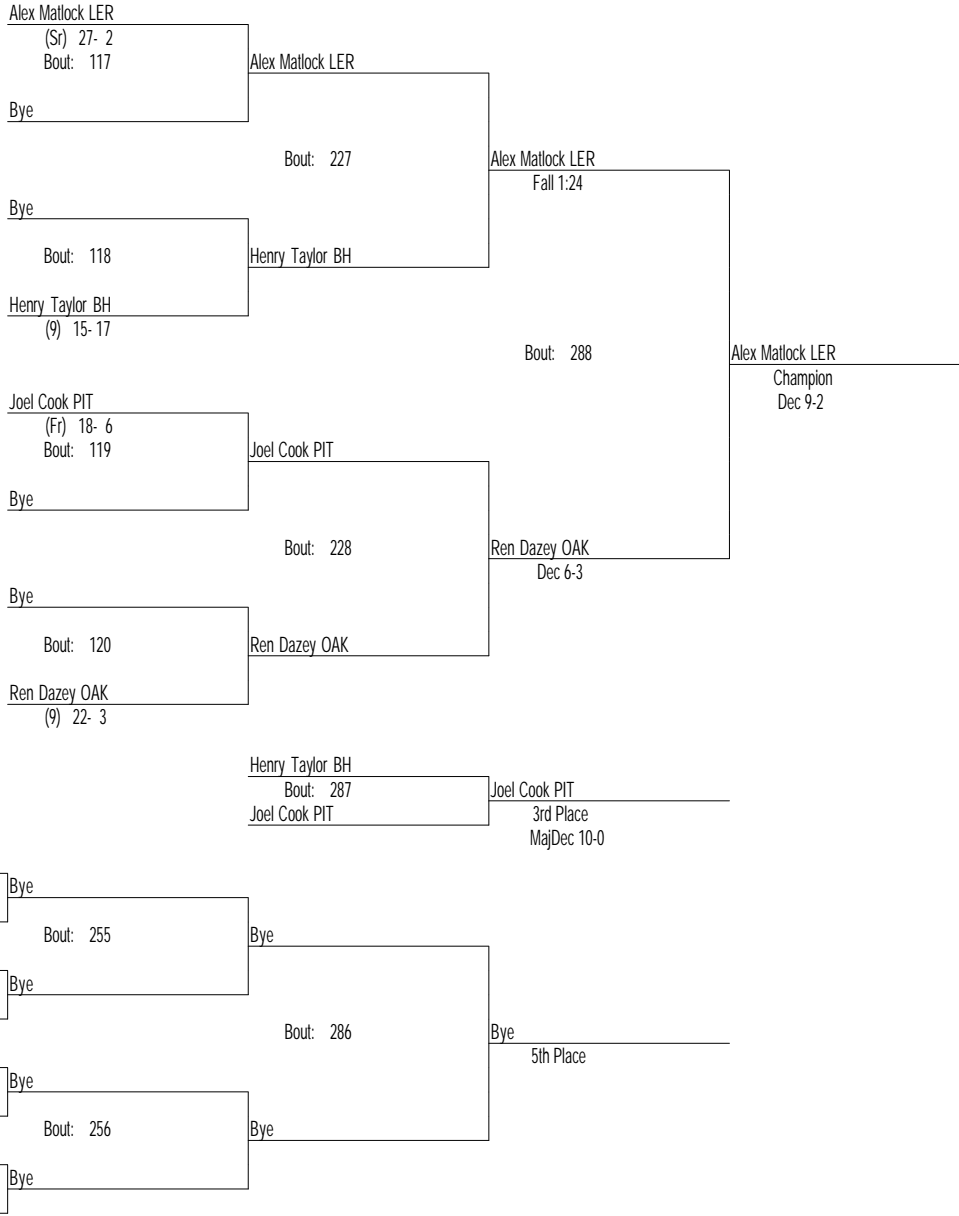 Alex Matlock LER
(Sr) 27- 2
Bout: 117
Alex Matlock LER
Bye
Bout: 227
Alex Matlock LER
Fall 1:24
Bye
Bout: 118
Henry Taylor BH
Henry Taylor BH
(9) 15- 17
Bout: 288
Alex Matlock LER
Champion
Dec 9-2
Joel Cook PIT
(Fr) 18- 6
Bout: 119
Joel Cook PIT
Bye
Bout: 228
Ren Dazey OAK
Dec 6-3
Bye
Bout: 120
Ren Dazey OAK
Ren Dazey OAK
(9) 22- 3
Henry Taylor BH
Bout: 287
Joel Cook PIT
Joel Cook PIT
3rd Place
MajDec 10-0
Bye
Bout: 255
Bye
Bye
Bout: 286
Bye
5th Place
Bye
Bout: 256
Bye
Bye